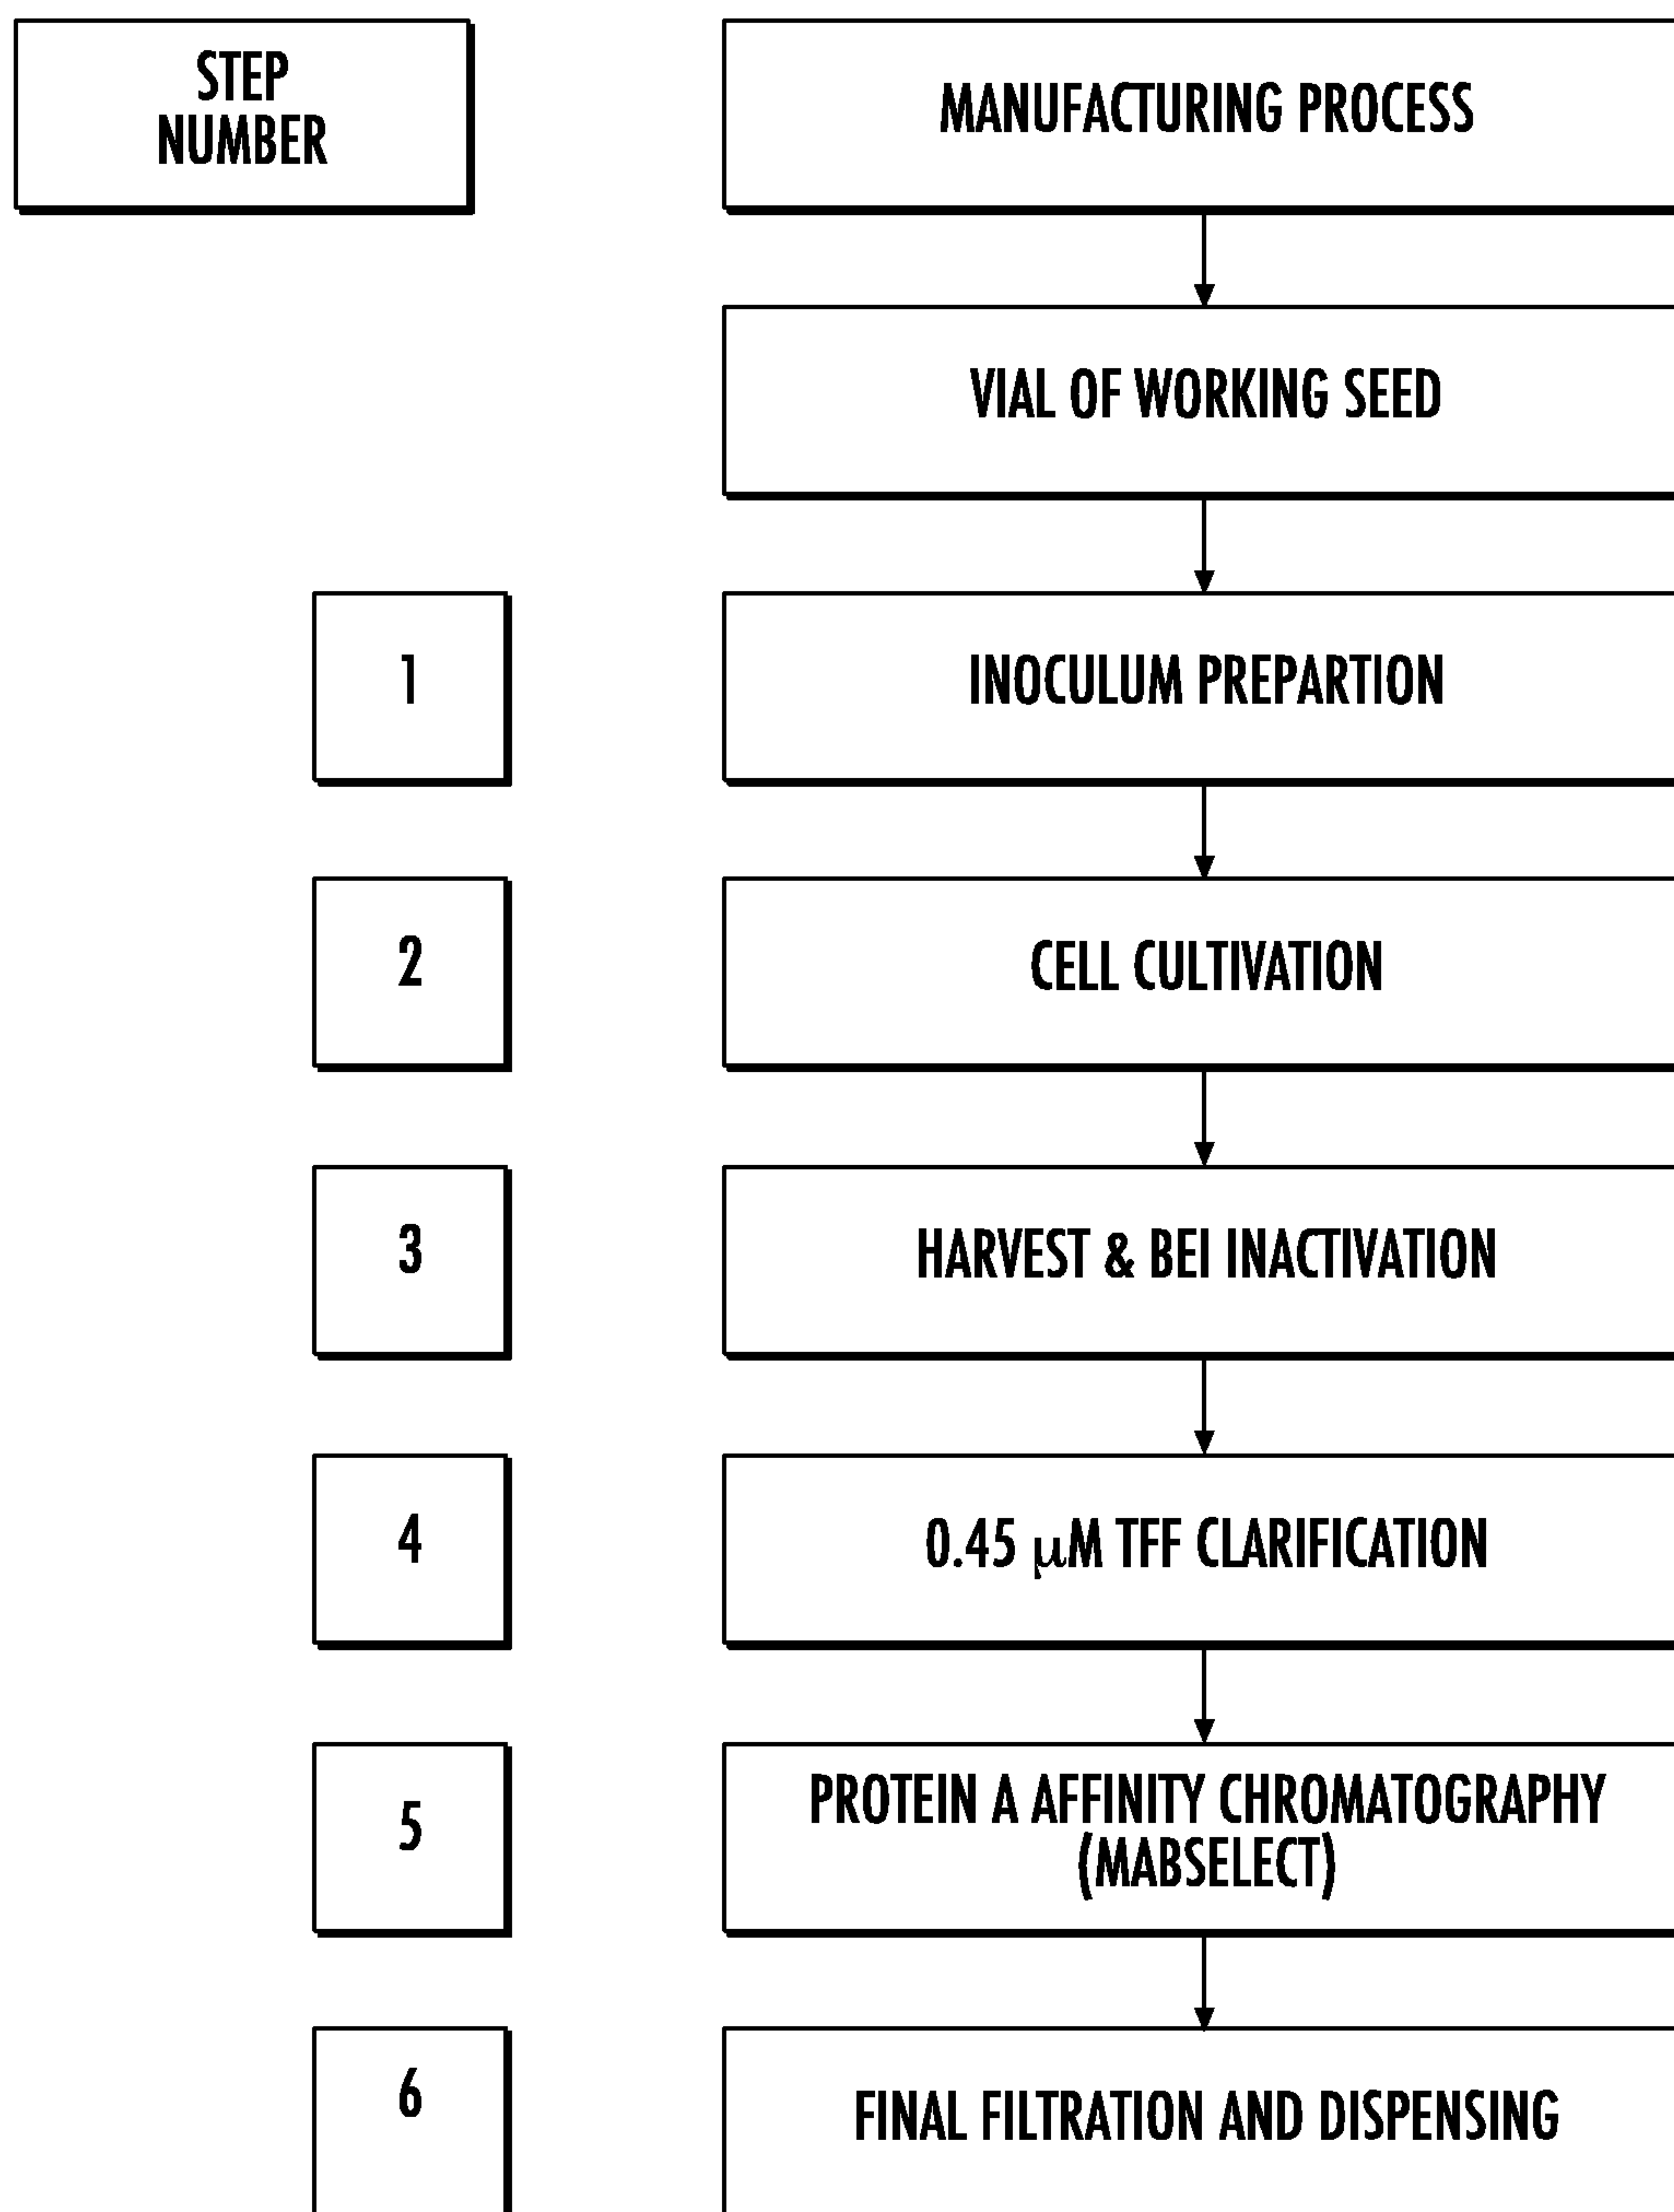 STEP
NUMBER
MANUFACTURING PROCESS
VIAL OF WORKING SEED
1
INOCULUM PREPARTION
2
CELL CULTIVATION
3
HARVEST & BEI INACTIVATION
4
0.45 μM TFF CLARIFICATION
5
PROTEIN A AFFINITY CHROMATOGRAPHY
(MABSELECT)
6
FINAL FILTRATION AND DISPENSING